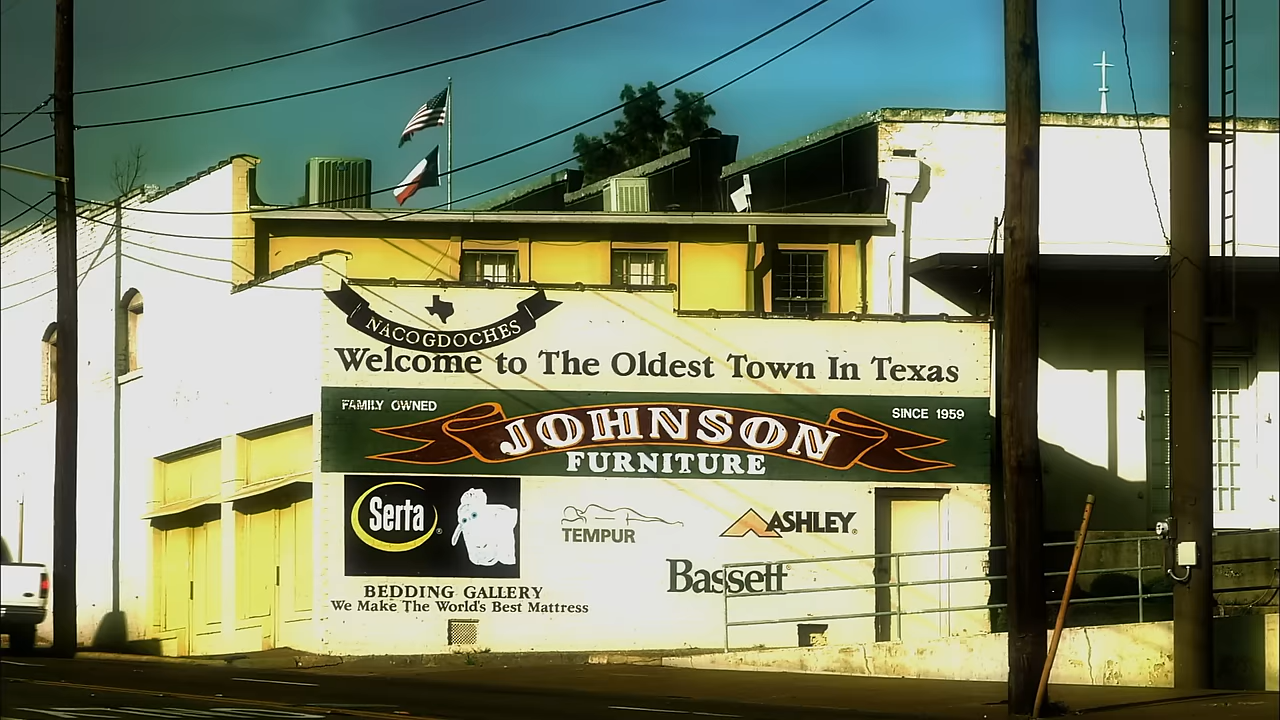 NACOGDOCHES
Welcome to The Oldest Town In Texas
FAMILY OWNED
SINCE 1959
JOHNSON
FURNITURE
Serta
TEMPUR
ASHLEY
Bassett
BEDDING GALLERY
We Make The World's Best Mattress